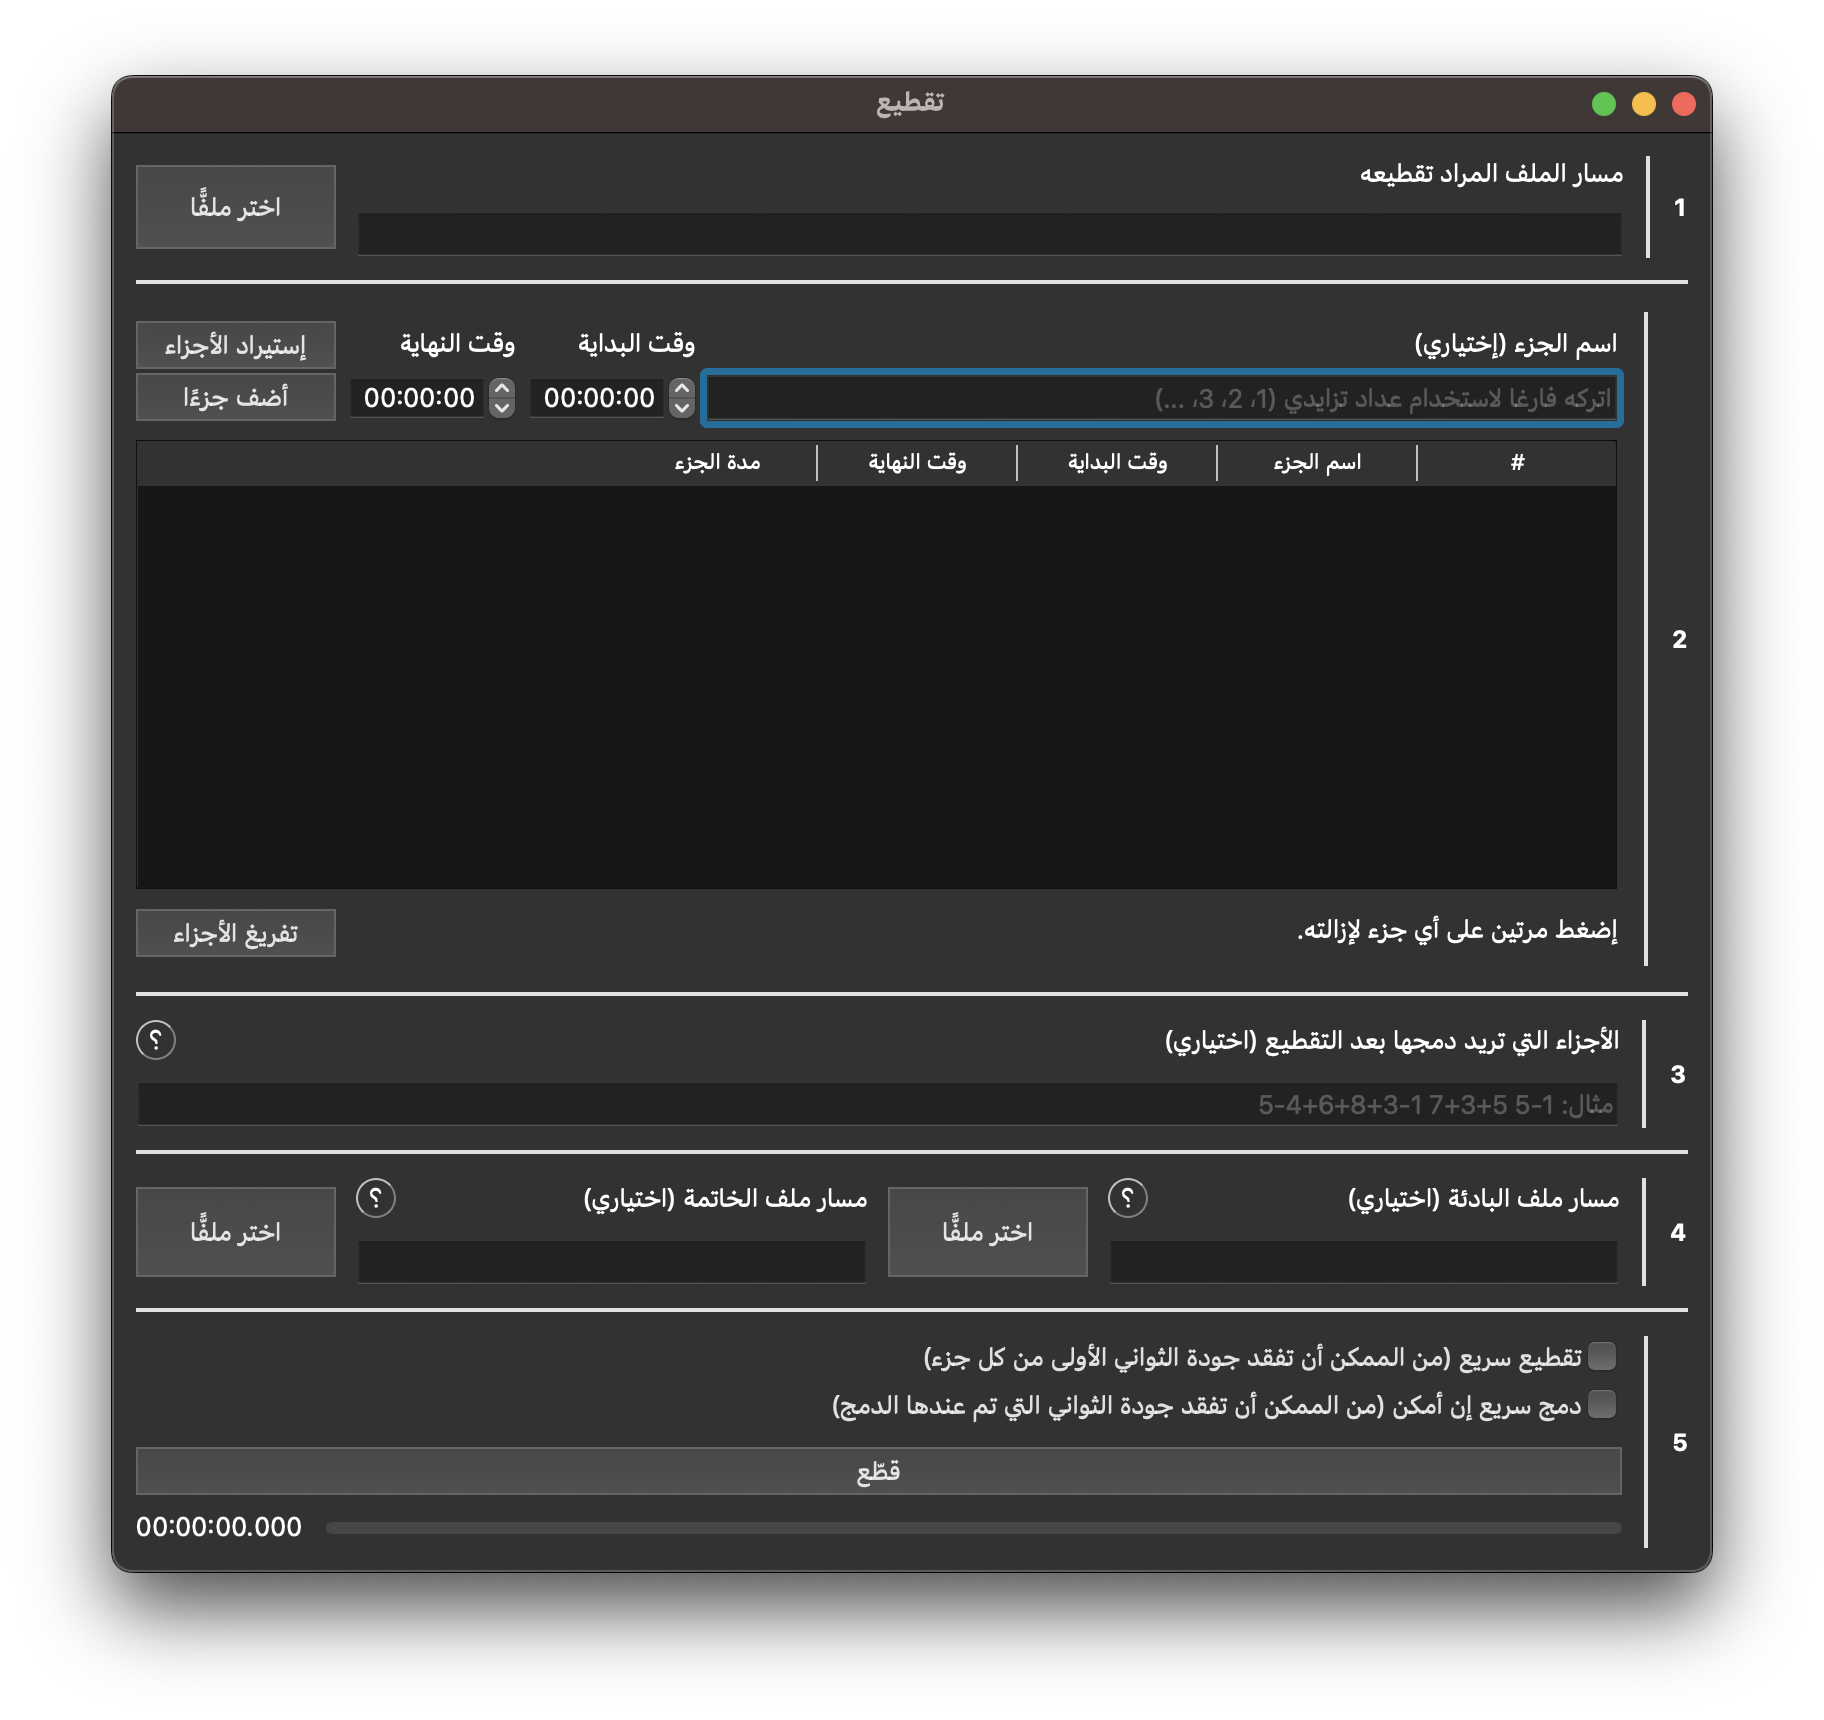 تقطيع
1
مسار الملف المراد تقطيعه
اختر ملفًّا
2
اسم الجزء (إختياري)
وقت البداية
وقت النهاية
إستيراد الأجزاء
اتركه فارغا لاستخدام عداد تزايدي (1، 2، 3، ...)
00:00:00
00:00:00
أضف جزءًا
# اسم الجزء وقت البداية وقت النهاية مدة الجزء
إضغط مرتين على أي جزء لإزالته.
تفريغ الأجزاء
3
الأجزاء التي تريد دمجها بعد التقطيع (اختياري)
؟
مثال: 1-5 5+3+7 1-3+8+6+4-5
4
مسار ملف البادئة (اختياري)
؟
اختر ملفًّا
مسار ملف الخاتمة (اختياري)
؟
اختر ملفًّا
5
تقطيع سريع (من الممكن أن تفقد جودة الثواني الأولى من كل جزء)
دمج سريع إن أمكن (من الممكن أن تفقد جودة الثواني التي تم عندها الدمج)
قطّع
00:00:00.000